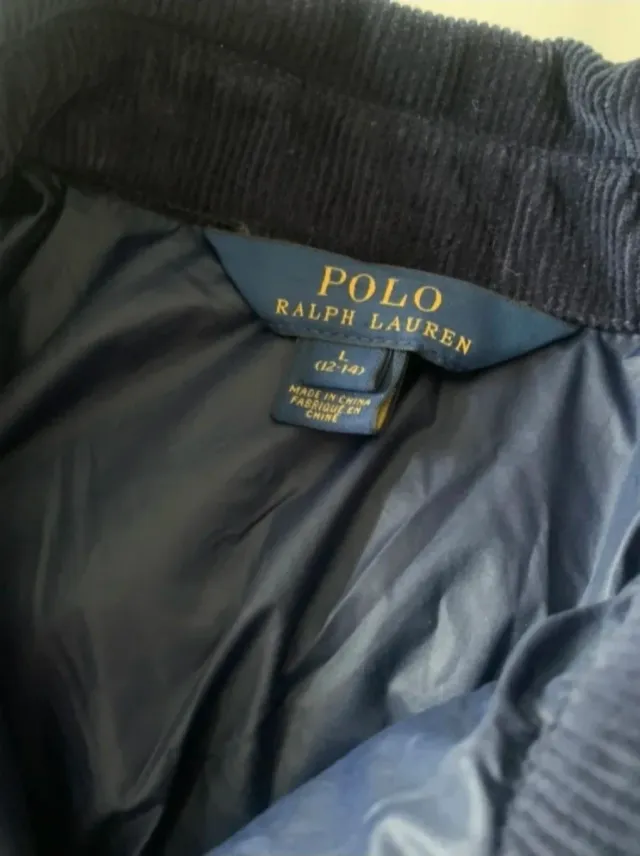 POLO
RALPH LAUREN
L
(12-14)
MADE IN CHINA
FABRIQUÉ EN
CHINE